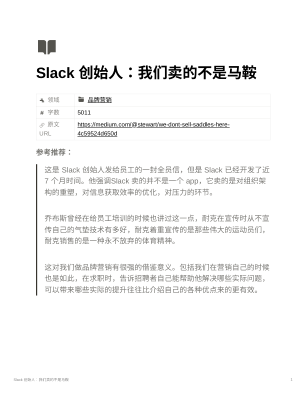 Slack 创始人：我们卖的不是马鞍
领域 品牌营销
# 字数 5011
原文 https://medium.com/@stewart/we-dont-sell-saddles-here-
URL 4c59524d650d
参考推荐：
这是 Slack 创始人发给员工的一封全员信，但是 Slack 已经开发了近
7 个月时间。他强调Slack 卖的并不是一个 app，它卖的是对组织架
构的重塑，对信息获取效率的优化，对压力的环节。
乔布斯曾经在给员工培训的时候也讲过这一点，耐克在宣传时从不宣
传自己的气垫技术有多好，耐克着重宣传的是那些伟大的运动员们，
耐克销售的是一种永不放弃的体育精神。
这对我们做品牌营销有很强的借鉴意义。包括我们在营销自己的时候
也是如此，在求职时，告诉招聘者自己能帮助他解决哪些实际问题，
可以带来哪些实际的提升往往比介绍自己的各种优点来的更有效。
Slack 创始人：我们卖的不是马鞍 1